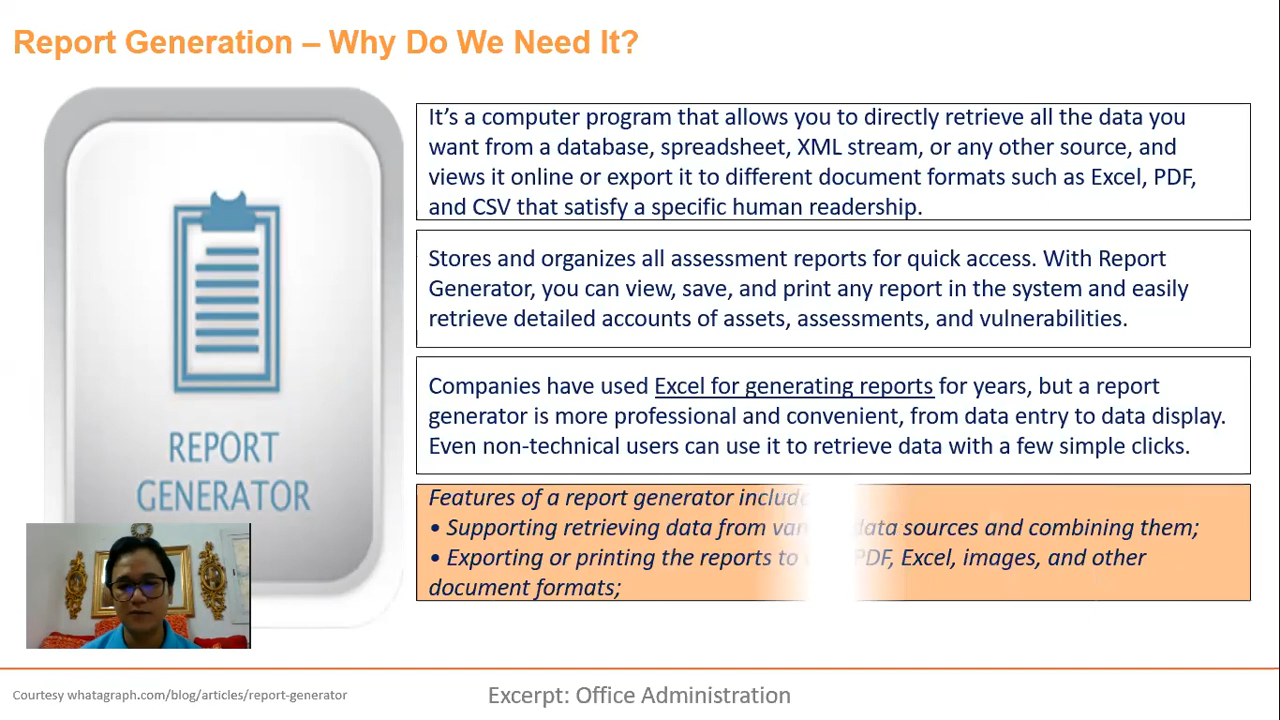 Report Generation – Why Do We Need It?
It's a computer program that allows you to directly retrieve all the data you
want from a database, spreadsheet, XML stream, or any other source, and
views it online or export it to different document formats such as Excel, PDF,
and CSV that satisfy a specific human readership.
Stores and organizes all assessment reports for quick access. With Report
Generator, you can view, save, and print any report in the system and easily
retrieve detailed accounts of assets, assessments, and vulnerabilities.
Companies have used Excel for generating reports for years, but a report
generator is more professional and convenient, from data entry to data display.
Even non-technical users can use it to retrieve data with a few simple clicks.
REPORT
GENERATOR
Features of a report generator include
• Supporting retrieving data from data sources and combining them;
• Exporting or printing the reports to PDF, Excel, images, and other
document formats;
Courtesy whatagraph.com/blog/articles/report-generator
Excerpt: Office Administration